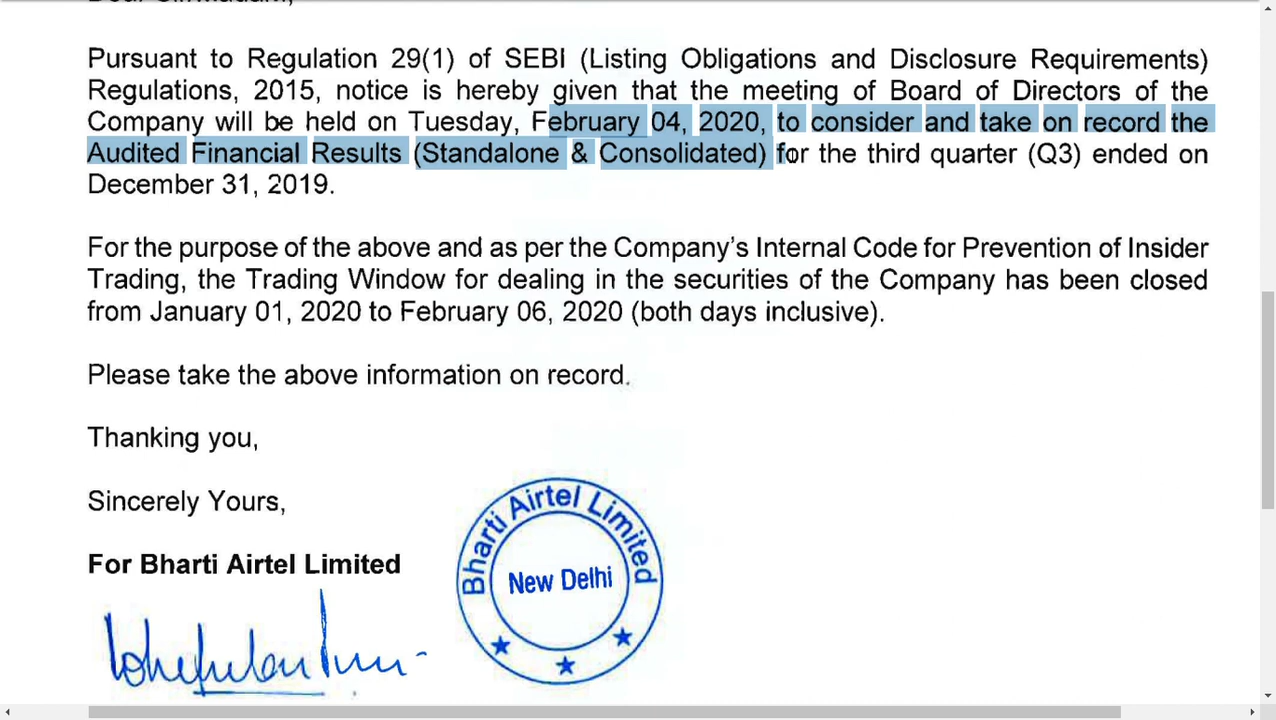 Pursuant to Regulation 29(1) of SEBI (Listing Obligations and Disclosure Requirements)
Regulations, 2015, notice is hereby given that the meeting of Board of Directors of the
Company will be held on Tuesday, February 04, 2020, to consider and take on record the
Audited Financial Results (Standalone & Consolidated) for the third quarter (Q3) ended on
December 31, 2019.
For the purpose of the above and as per the Company's Internal Code for Prevention of Insider
Trading, the Trading Window for dealing in the securities of the Company has been closed
from January 01, 2020 to February 06, 2020 (both days inclusive).
Please take the above information on record.
Thanking you,
Sincerely Yours,
For Bharti Airtel Limited
Bharti Airtel Limited
New Delhi